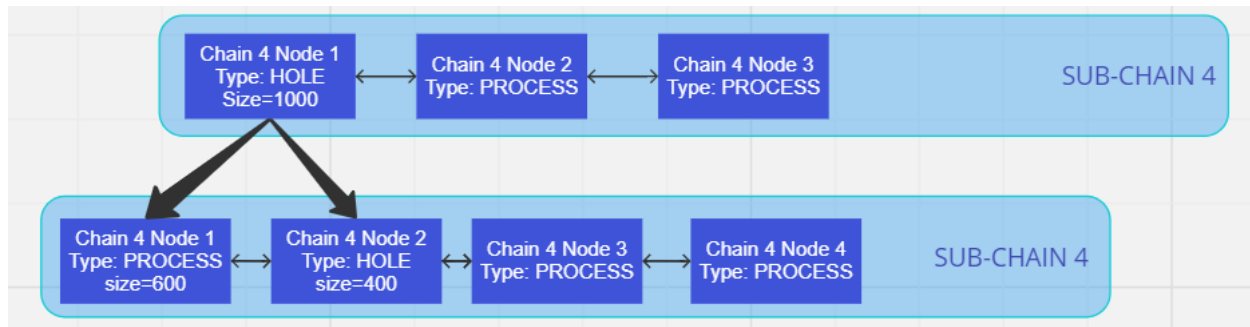 Chain 4 Node 1
Type: HOLE
Size=1000
Chain 4 Node 2
Type: PROCESS
Chain 4 Node 3
Type: PROCESS
SUB-CHAIN 4
Chain 4 Node 1
Type: PROCESS
size=600
Chain 4 Node 2
Type: HOLE
size=400
Chain 4 Node 3
Type: PROCESS
Chain 4 Node 4
Type: PROCESS
SUB-CHAIN 4